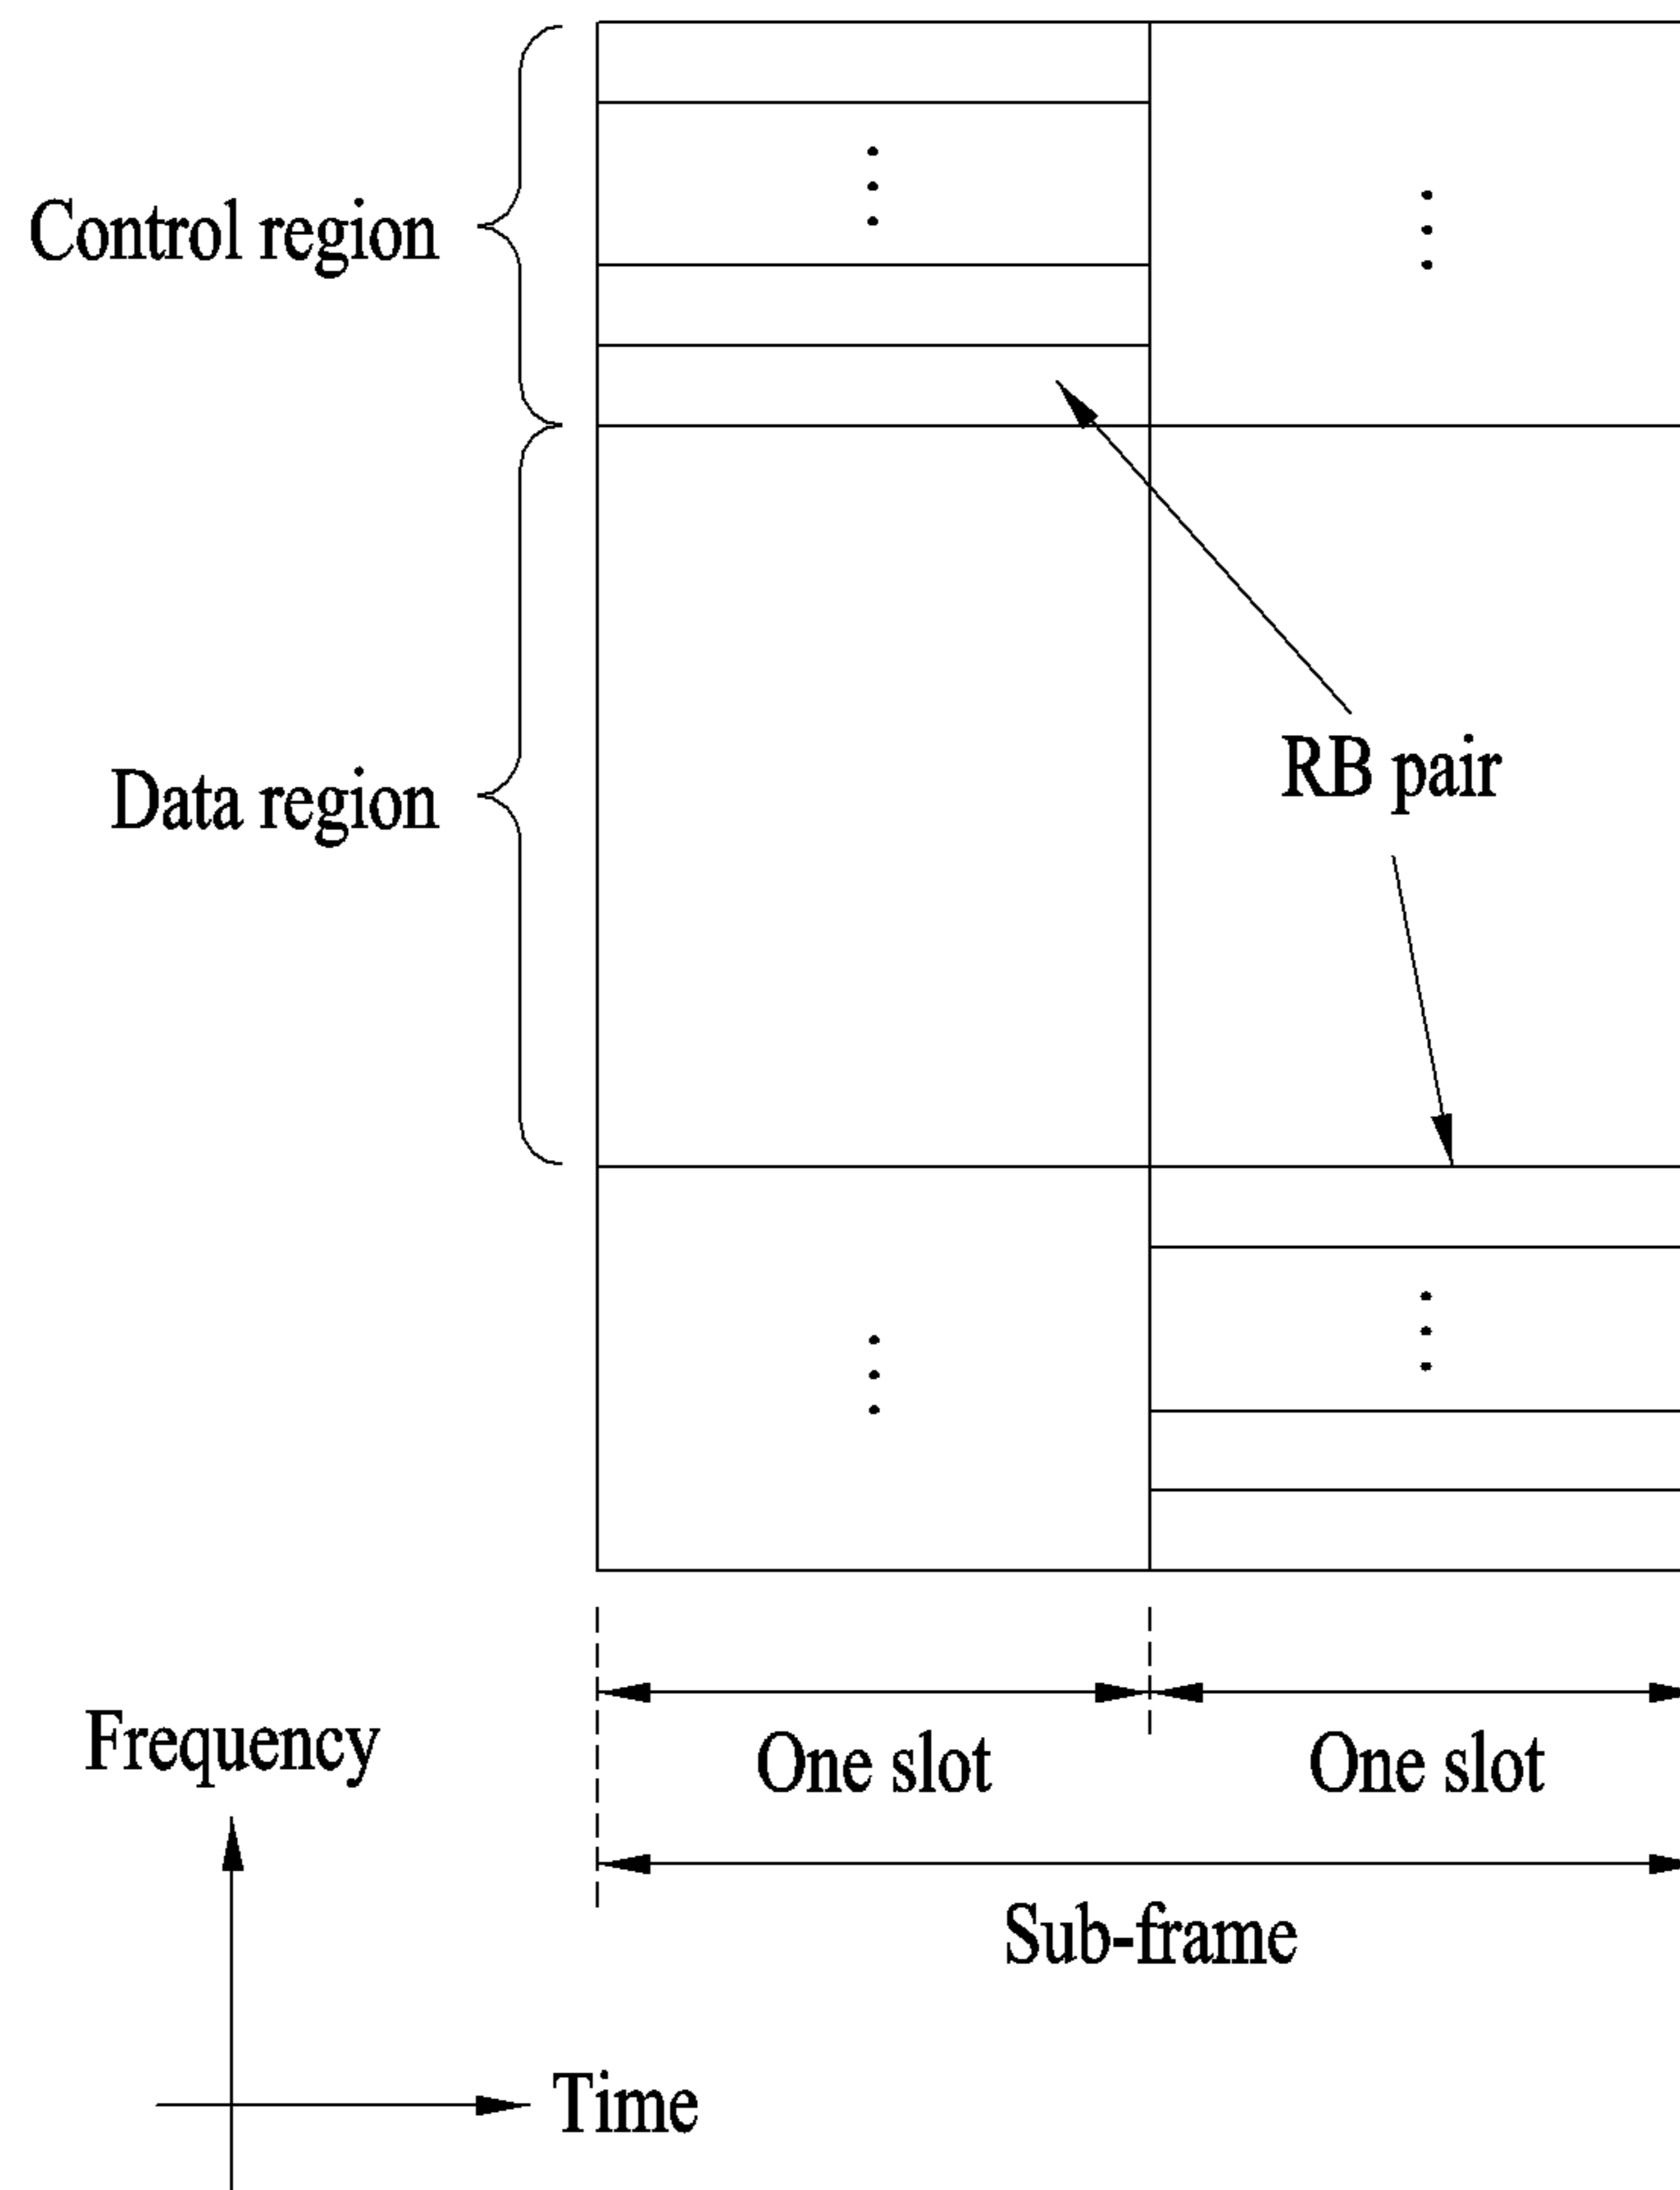 Control region
Data region
RB pair
Frequency
One slot
One slot
Sub-frame
Time